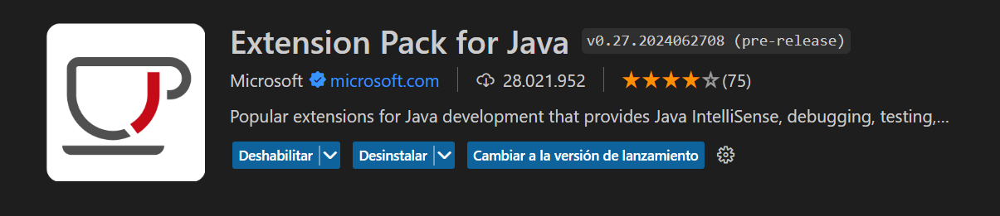 Extension Pack for Java v0.27.2024062708 (pre-release)
Microsoft microsoft.com 28.021.952 (75)
Popular extensions for Java development that provides Java IntelliSense, debugging, testing,...
Deshabilitar Desinstalar Cambiar a la versión de lanzamiento